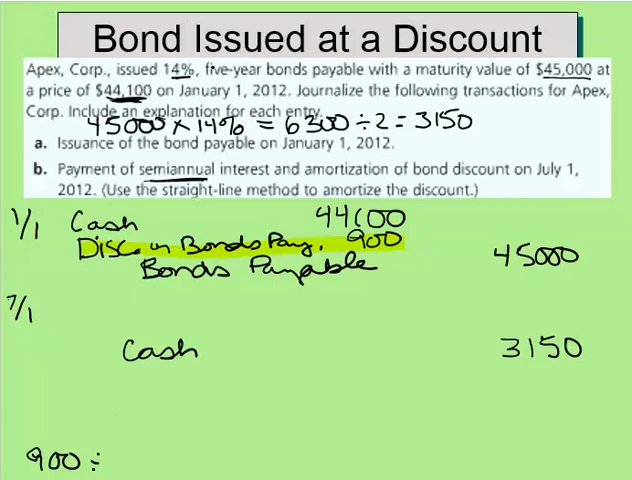 Bond Issued at a Discount
Apex, Corp., issued 14%, five-year bonds payable with a maturity value of $45,000 at
a price of $44,100 on January 1, 2012. Journalize the following transactions for Apex,
Corp. Include an explanation for each entry.
45000 × 14% = 6300 ÷ 2 = 3150
a. Issuance of the bond payable on January 1, 2012.
b. Payment of semiannual interest and amortization of bond discount on July 1,
2012. (Use the straight-line method to amortize the discount.)
1/1 Cash 44100
Disc. on Bonds Pay. 900
Bonds Payable 45000
7/1
Cash 3150
900 ÷